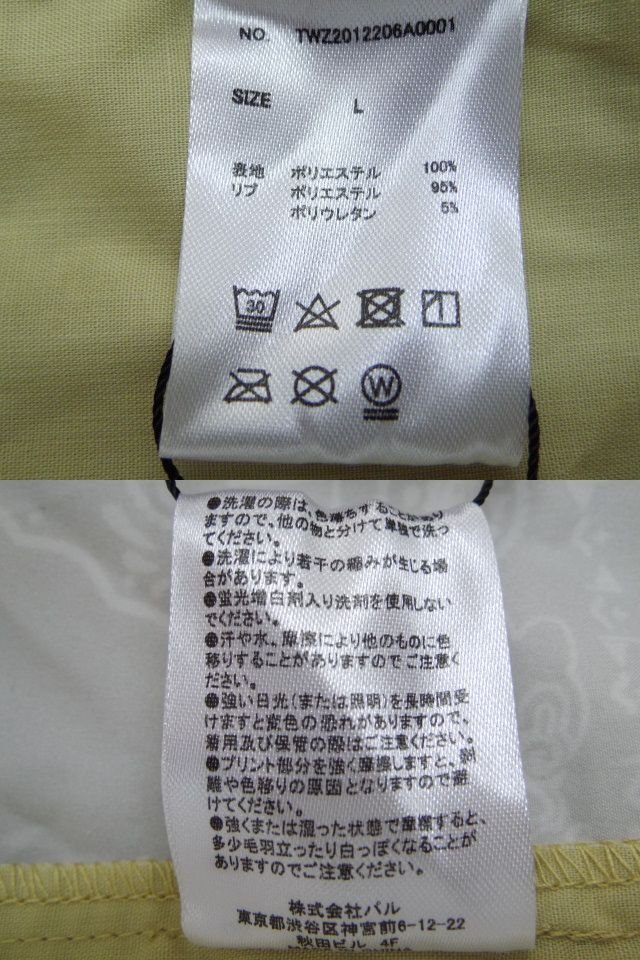 NO. TWZ2012206A0001
SIZE L
表地 ポリエステル 100%
リブ ポリエステル 95%
ポリウレタン 5%
30
W
●洗濯の際は、色落ちすることがあり
ますので、他の物と分けて単独で洗っ
てください。
●洗濯により若干の縮みが生じる場
合があります。
●蛍光増白剤入り洗剤を使用しない
でください。
●汗や水、摩擦により他のものに色
移りすることがありますのでご注意く
ださい。
●強い日光(または照明)を長時間受
けますと変色の恐れがありますので、
着用及び保管の際はご注意ください。
●プリント部分を強く摩擦しますと、剥
離や色移りの原因となりますので避
けてください。
●強くまたは湿った状態で摩擦すると、
多少毛羽立ったり白っぽくなることが
ありますのでご注意ください。
株式会社パル
東京都渋谷区神宮前6-12-22
秋田ビル 4F